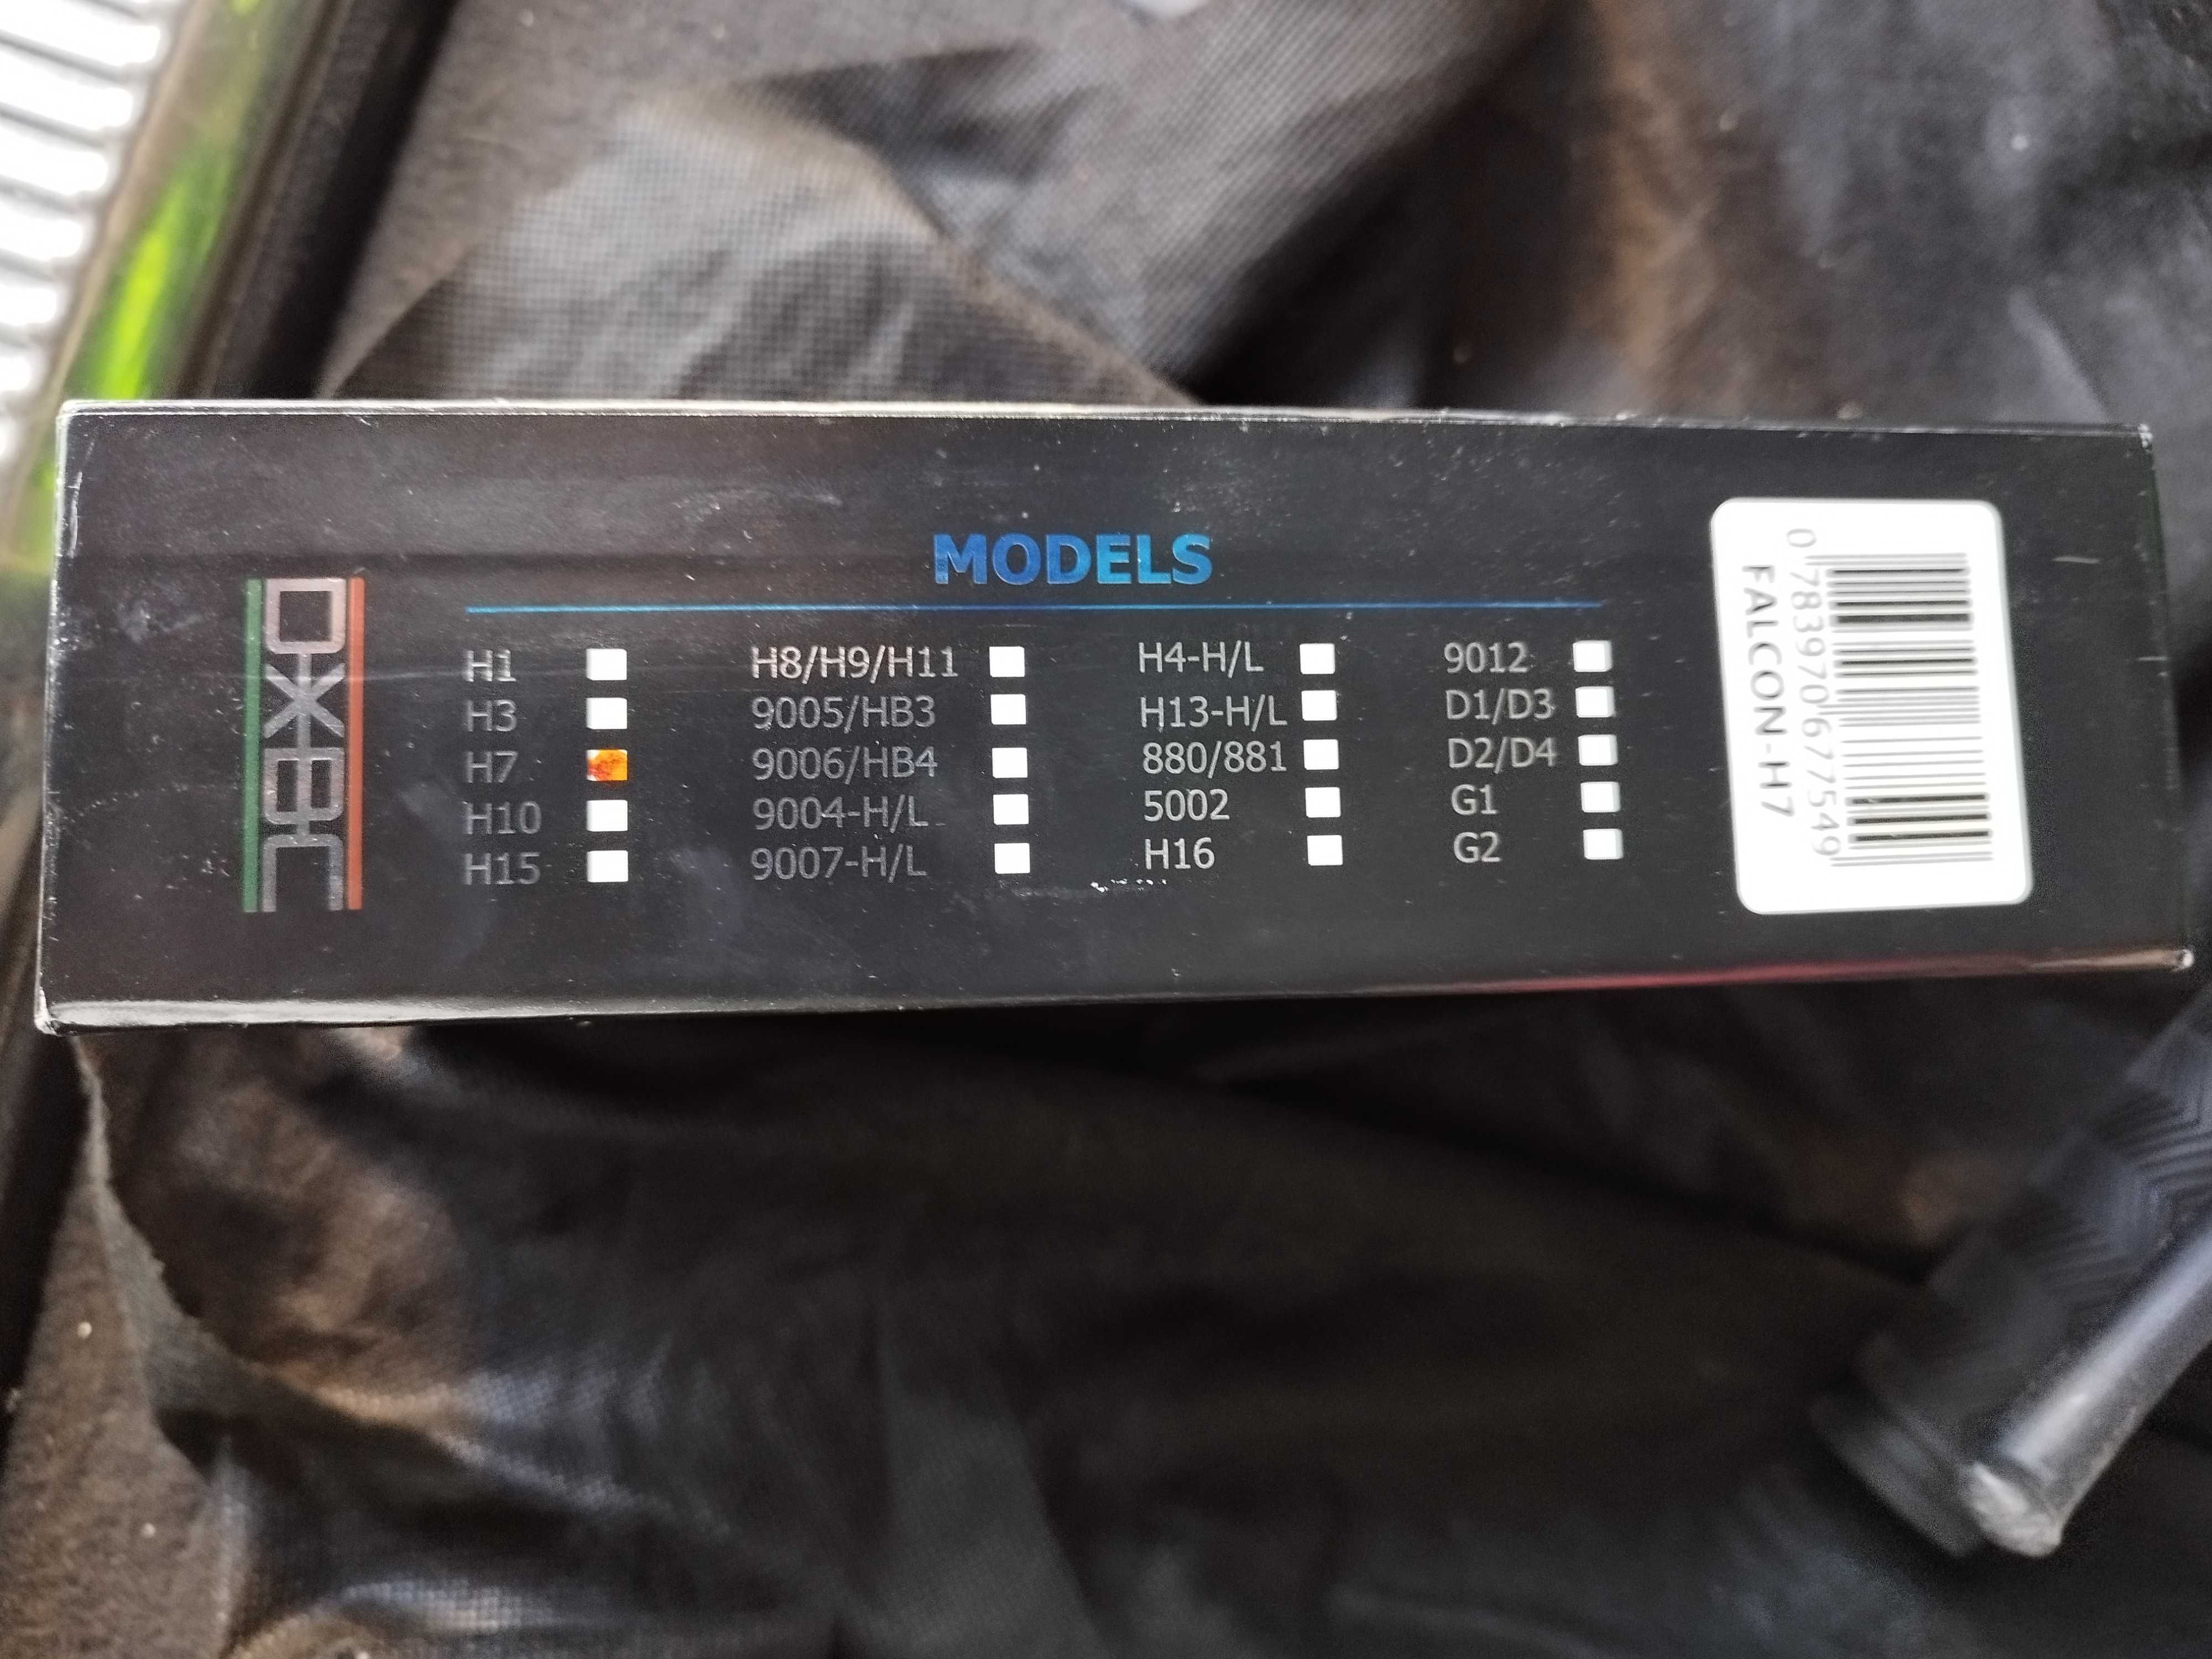 OXEC
MODELS
H1
H3
H7
H10
H15
H8/H9/H11
9005/HB3
9006/HB4
9004-H/L
9007-H/L
H4-H/L
H13-H/L
880/881
5002
H16
9012
D1/D3
D2/D4
G1
G2
0 783970 677549
FALCON-H7